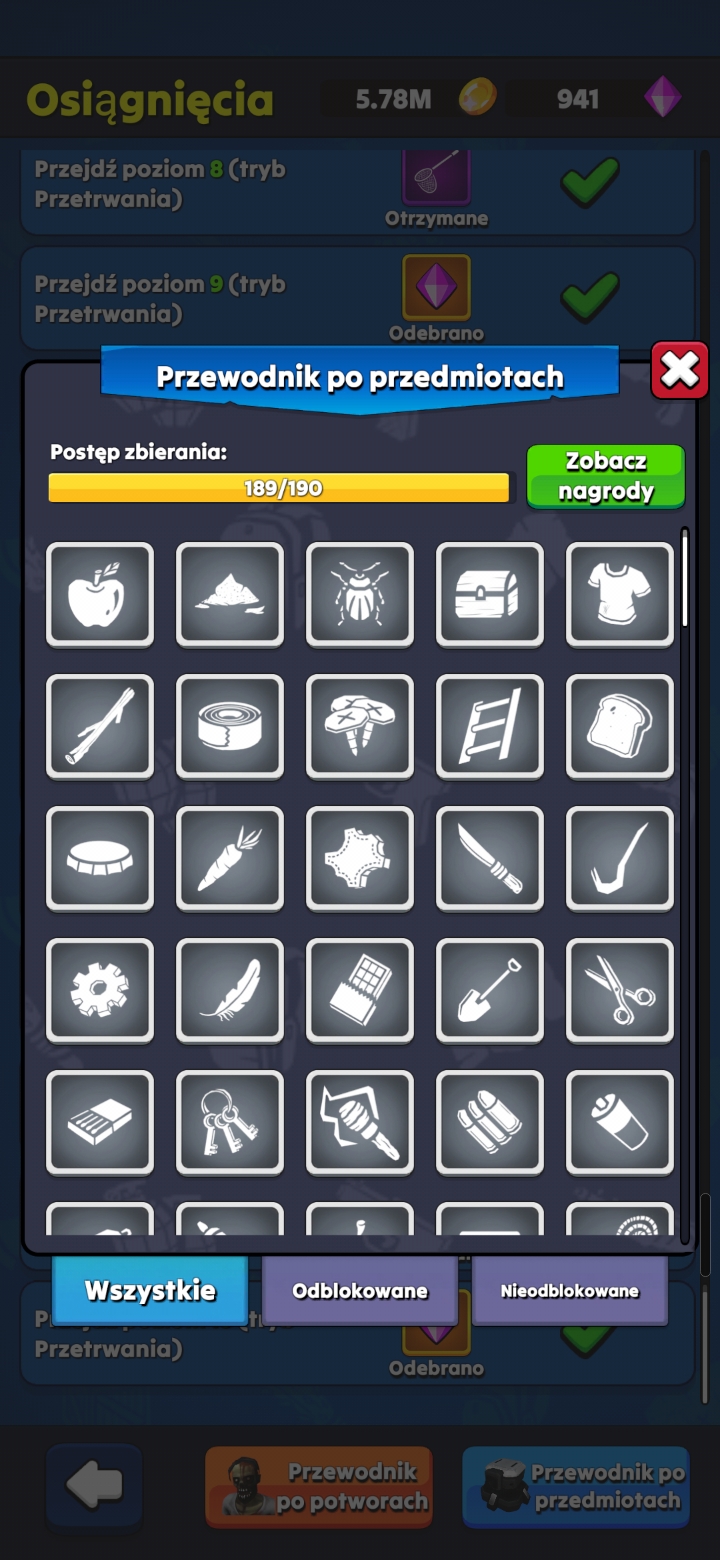 Osiągnięcia
5.78M
941
Przejdź poziom 8 (tryb
Przetrwania)
Otrzymane
Przejdź poziom 9 (tryb
Przetrwania)
Odebrano
Przewodnik po przedmiotach
Postęp zbierania:
189/190
Zobacz
nagrody
Wszystkie
Odblokowane
Nieodblokowane
Przetrwania)
Odebrano
Przewodnik
po potworach
Przewodnik po
przedmiotach